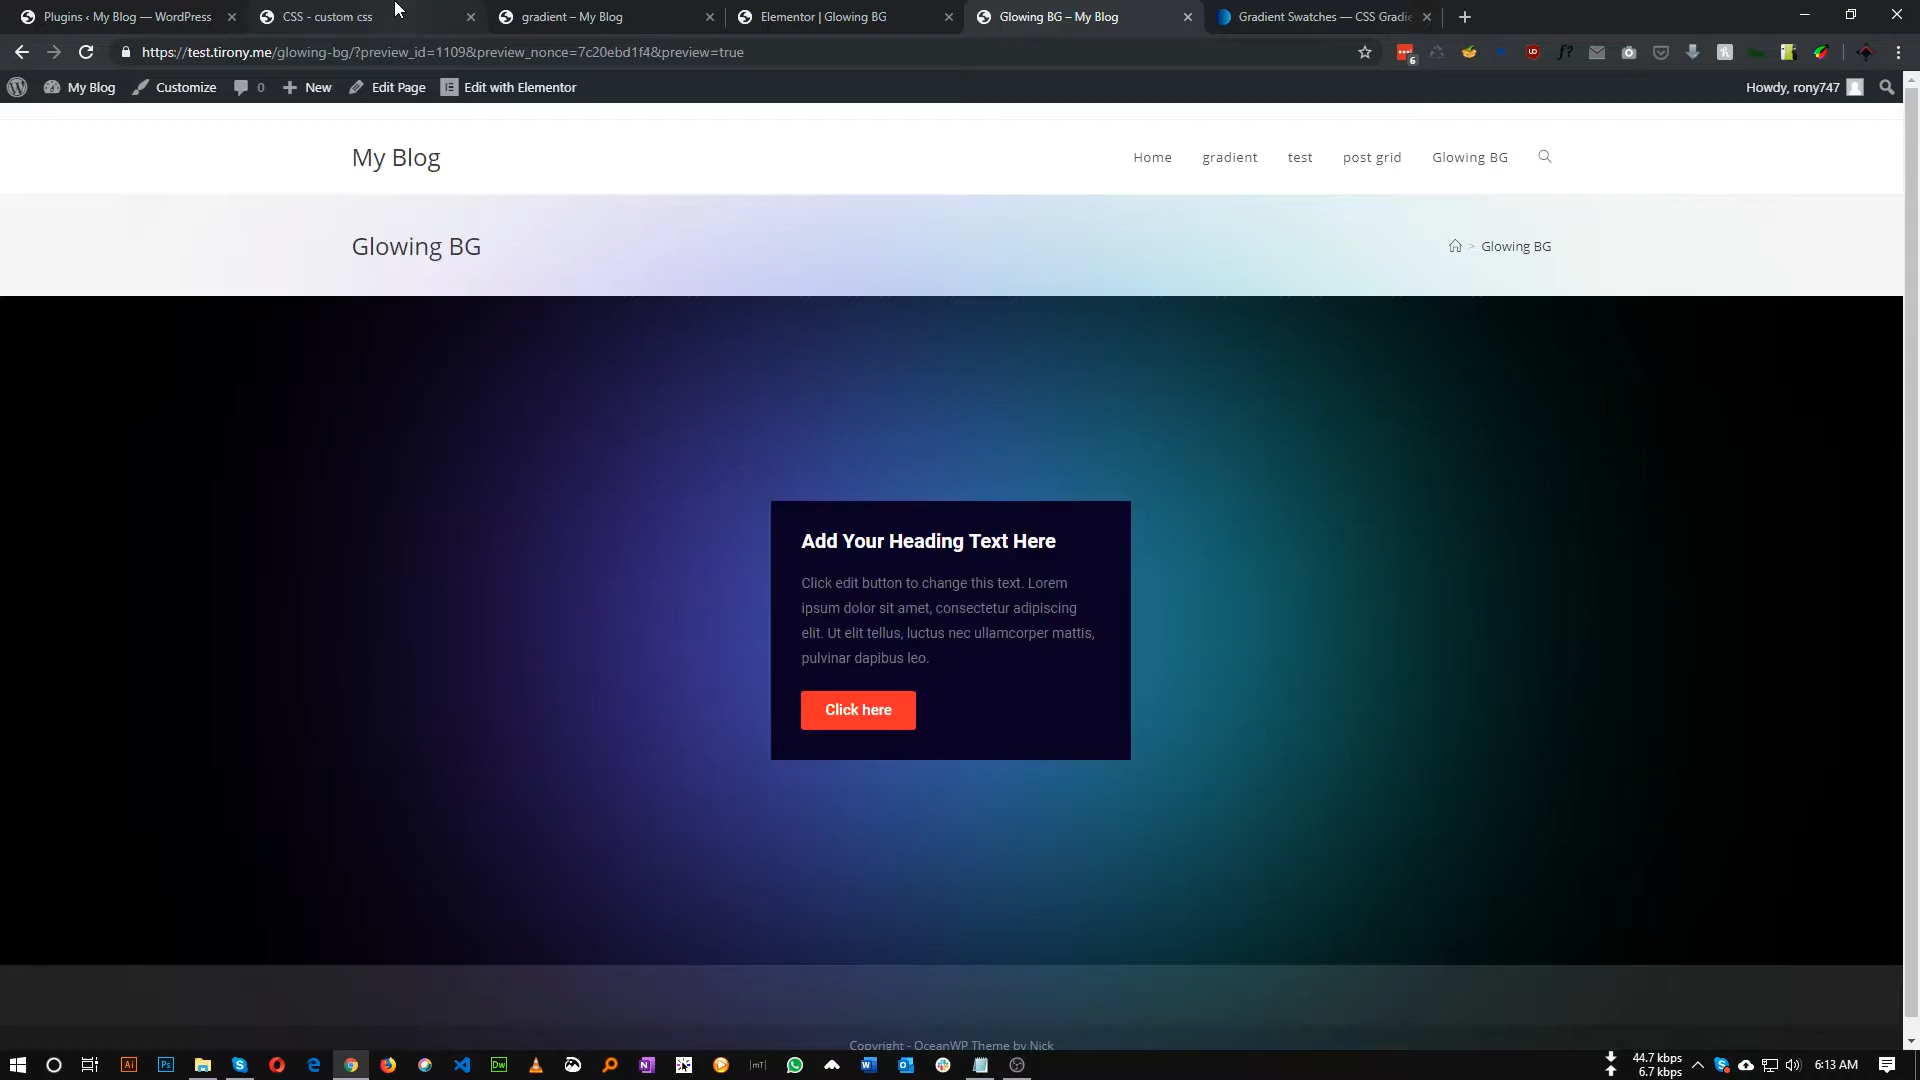 Plugins ‹ My Blog — WordPress
CSS - custom css
gradient – My Blog
Elementor | Glowing BG
Glowing BG – My Blog
Gradient Swatches — CSS Gradie
https://test.tirony.me/glowing-bg/?preview_id=1109&preview_nonce=7c20ebd1f4&preview=true
6
My Blog
Customize
0
New
Edit Page
Edit with Elementor
Howdy, rony747
My Blog
Home
gradient
test
post grid
Glowing BG
Glowing BG
> Glowing BG
Add Your Heading Text Here
Click edit button to change this text. Lorem
ipsum dolor sit amet, consectetur adipiscing
elit. Ut elit tellus, luctus nec ullamcorper mattis,
pulvinar dapibus leo.
Click here
Copyright - OceanWP Theme by Nick
44.7 kbps
6.7 kbps
6:13 AM